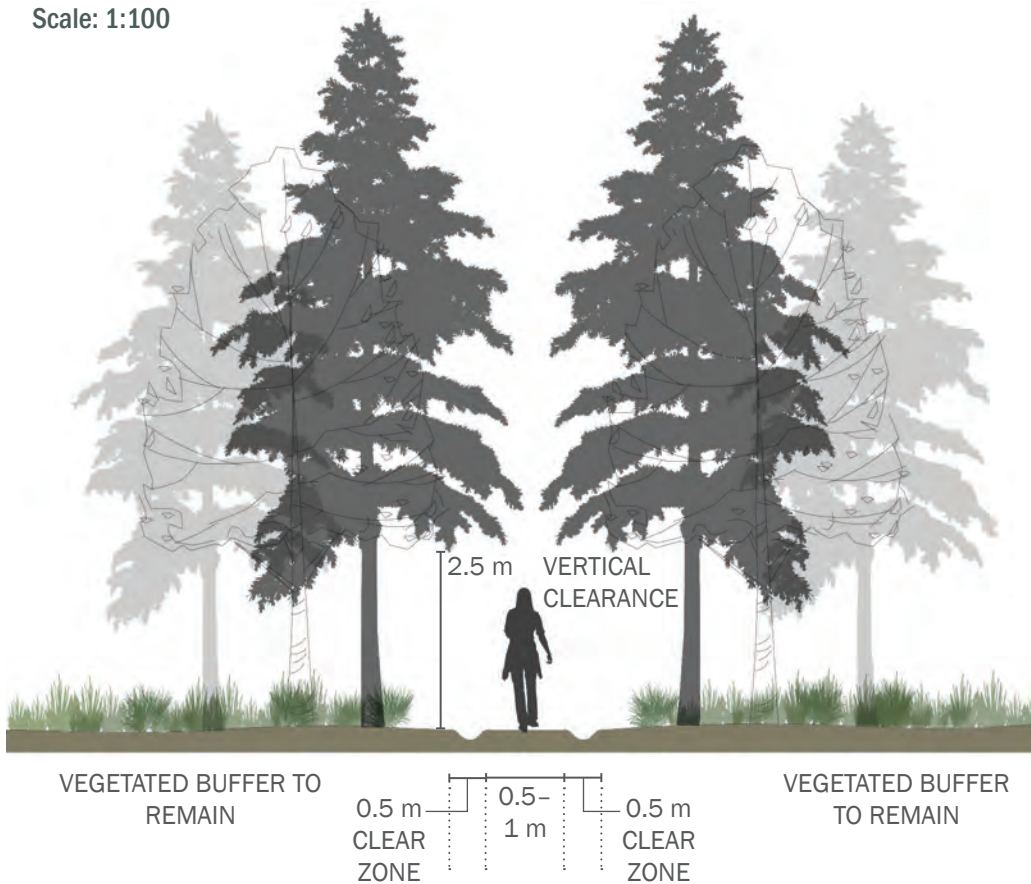 Scale: 1:100
2.5 m
VERTICAL
CLEARANCE
VEGETATED BUFFER TO
REMAIN
0.5 m
CLEAR
ZONE
0.5–
1 m
0.5 m
CLEAR
ZONE
VEGETATED BUFFER
TO REMAIN